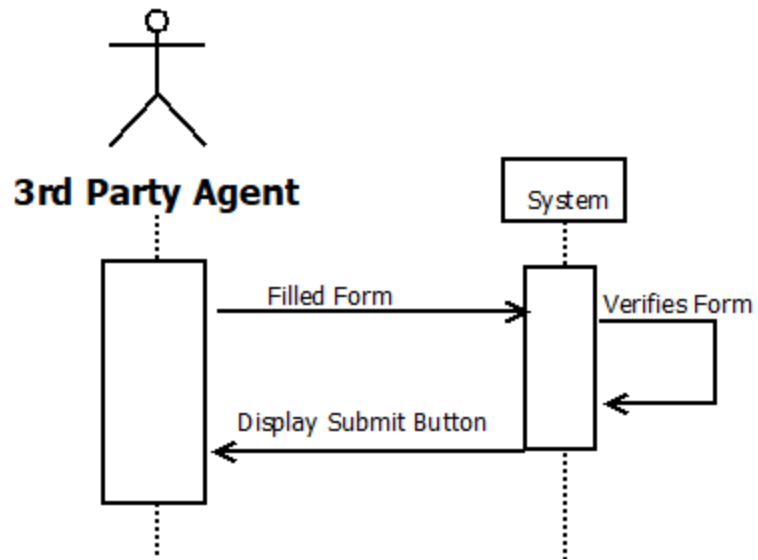 3rd Party Agent
System
Filled Form
Verifies Form
Display Submit Button